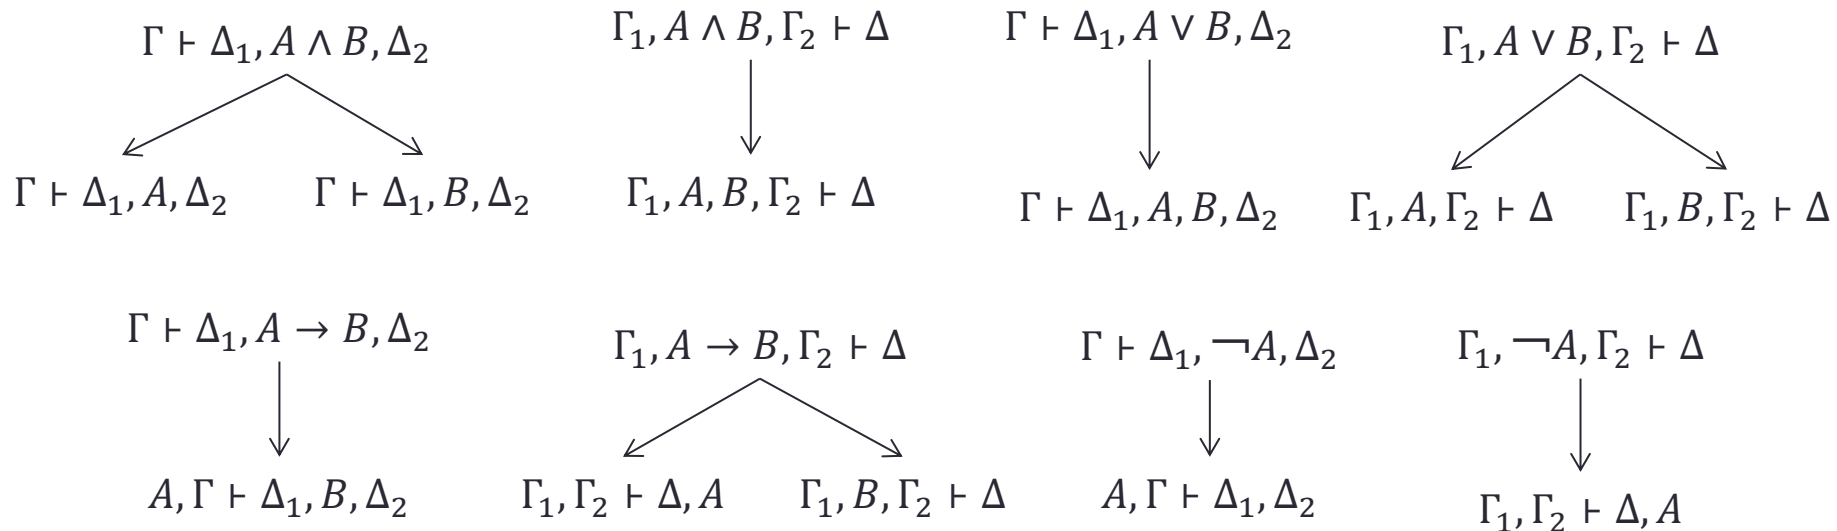 Γ ⊢ Δ₁, A ∧ B, Δ₂
Γ₁, A ∧ B, Γ₂ ⊢ Δ
Γ ⊢ Δ₁, A ∨ B, Δ₂
Γ₁, A ∨ B, Γ₂ ⊢ Δ
Γ ⊢ Δ₁, A, Δ₂
Γ ⊢ Δ₁, B, Δ₂
Γ₁, A, B, Γ₂ ⊢ Δ
Γ ⊢ Δ₁, A, B, Δ₂
Γ₁, A, Γ₂ ⊢ Δ
Γ₁, B, Γ₂ ⊢ Δ
Γ ⊢ Δ₁, A → B, Δ₂
Γ₁, A → B, Γ₂ ⊢ Δ
Γ ⊢ Δ₁, ¬A, Δ₂
Γ₁, ¬A, Γ₂ ⊢ Δ
A, Γ ⊢ Δ₁, B, Δ₂
Γ₁, Γ₂ ⊢ Δ, A
Γ₁, B, Γ₂ ⊢ Δ
A, Γ ⊢ Δ₁, Δ₂
Γ₁, Γ₂ ⊢ Δ, A